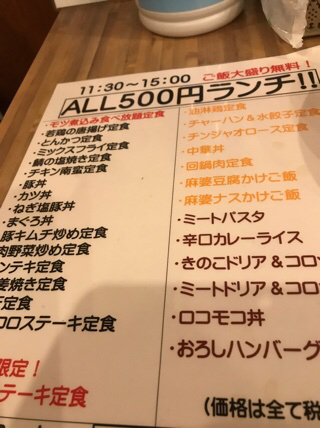 11:30～15:00 ご飯大盛り無料！
ALL500円ランチ!!
・モツ煮込み食べ放題定食
・若鶏の唐揚げ定食
・とんかつ定食
・ミックスフライ定食
・鯖の塩焼き定食
・チキン南蛮定食
・豚丼
・カツ丼
・ねぎ塩豚丼
・まぐろ丼
豚キムチ炒め定食
肉野菜炒め定食
ンテキ定食
姜焼き定食
定食
コロステーキ定食
限定！
ステーキ定食
・油淋鶏定食
・チャーハン＆水餃子定食
・チンジャオロース定食
・中華丼
・回鍋肉定食
・麻婆豆腐かけご飯
・麻婆ナスかけご飯
・ミートパスタ
・辛口カレーライス
・きのこドリア＆コロッ
・ミートドリア＆コロ
・ロコモコ丼
・おろしハンバーグ
(価格は全て税